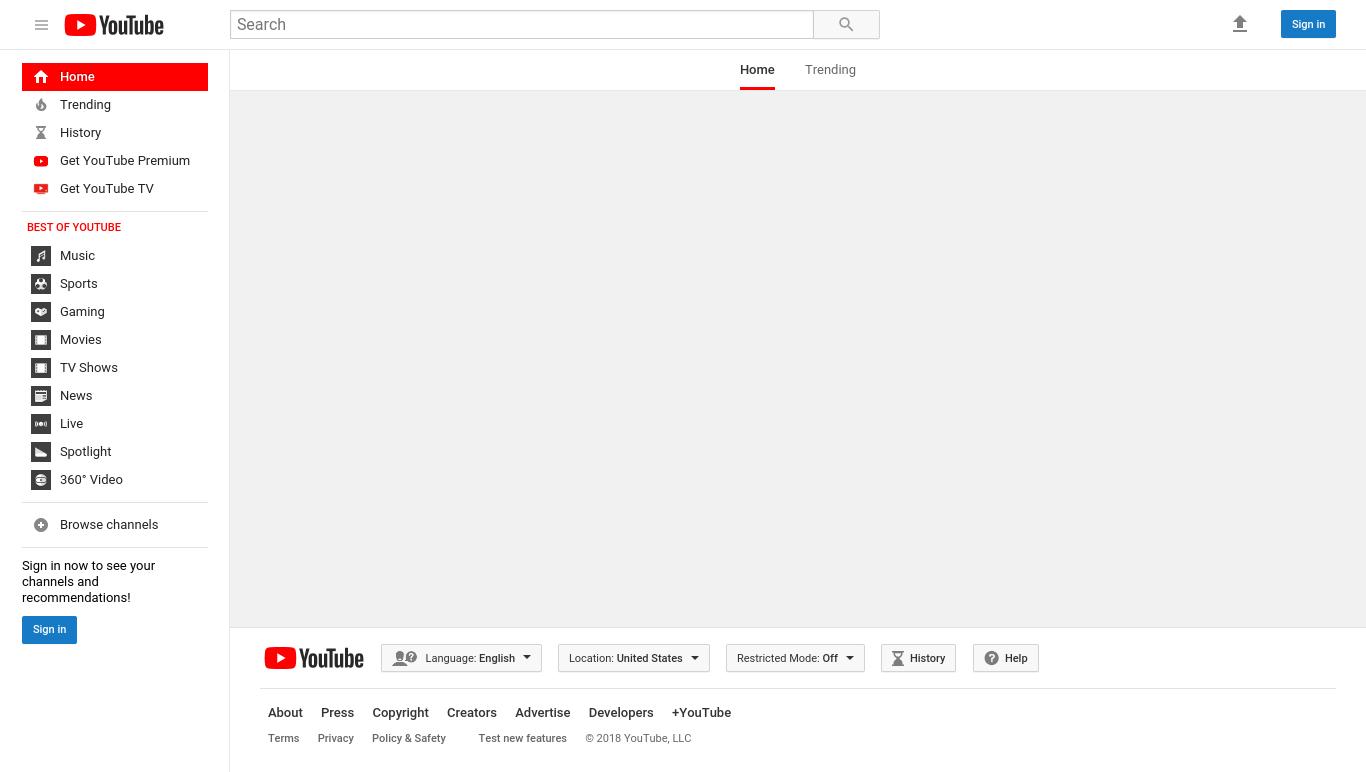 YouTube
Search
Sign in
Home
Trending
Home
Trending
History
Get YouTube Premium
Get YouTube TV
BEST OF YOUTUBE
Music
Sports
Gaming
Movies
TV Shows
News
Live
Spotlight
360° Video
Browse channels
Sign in now to see your
channels and
recommendations!
Sign in
YouTube
Language: English
Location: United States
Restricted Mode: Off
History
Help
About Press Copyright Creators Advertise Developers +YouTube
Terms Privacy Policy & Safety Test new features © 2018 YouTube, LLC